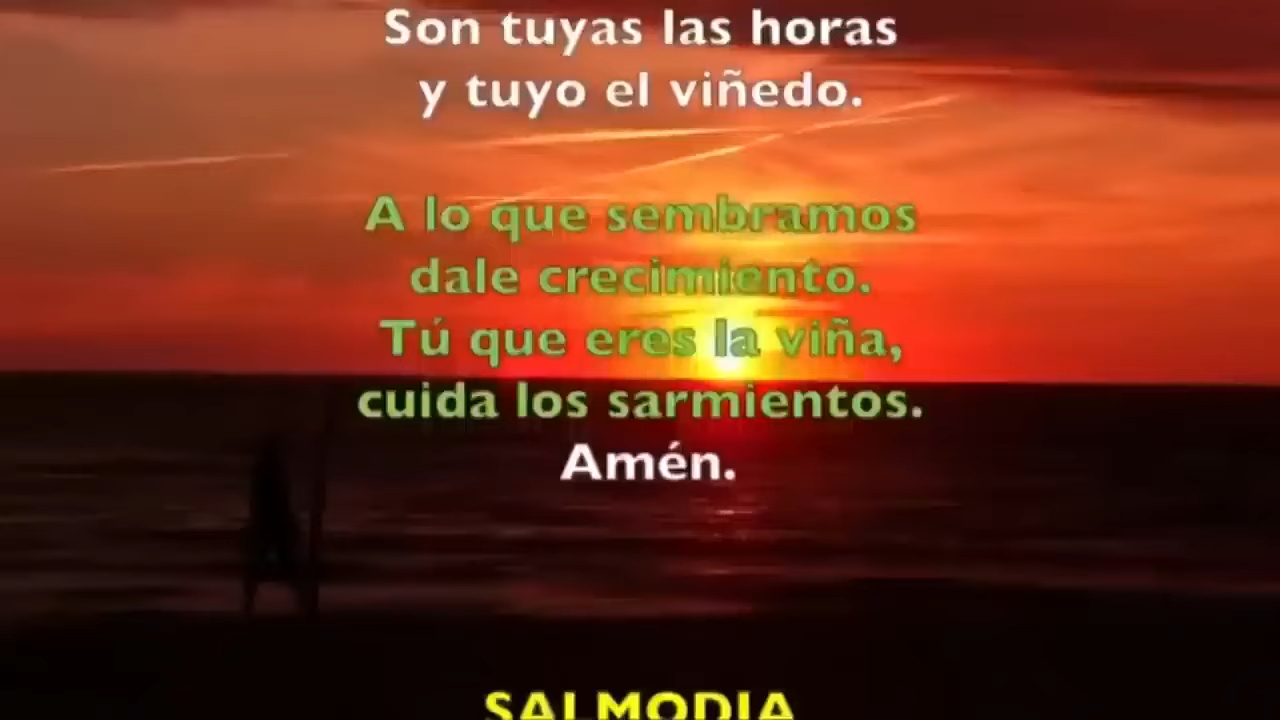 Son tuyas las horas
y tuyo el viñedo.
A lo que sembramos
dale crecimiento.
Tú que eres la viña,
cuida los sarmientos.
Amén.
SALMODIA